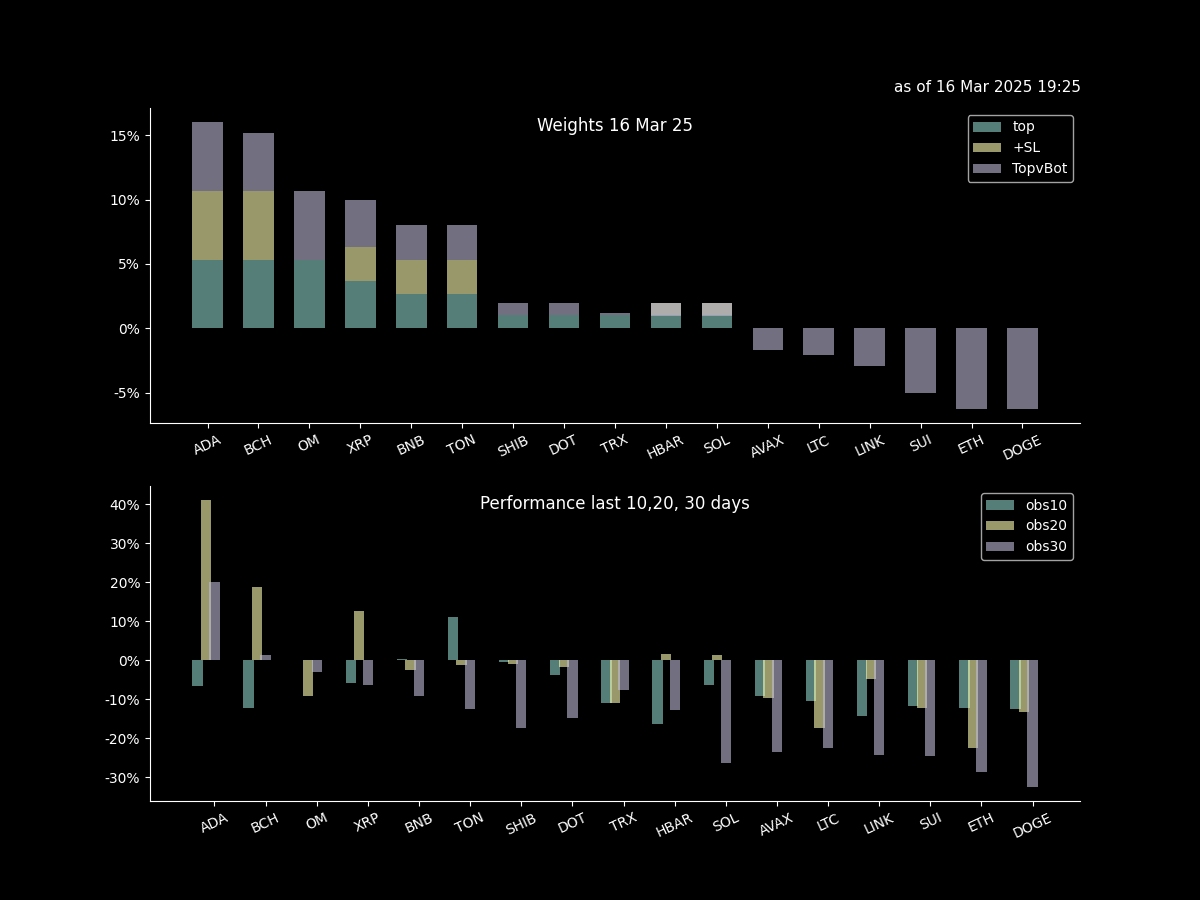 as of 16 Mar 2025 19:25
Weights 16 Mar 25
top
+SL
TopvBot
15%
10%
5%
0%
-5%
ADA BCH OM XRP BNB TON SHIB DOT TRX HBAR SOL AVAX LTC LINK SUI ETH DOGE
Performance last 10,20, 30 days
obs10
obs20
obs30
40%
30%
20%
10%
0%
-10%
-20%
-30%
ADA BCH OM XRP BNB TON SHIB DOT TRX HBAR SOL AVAX LTC LINK SUI ETH DOGE